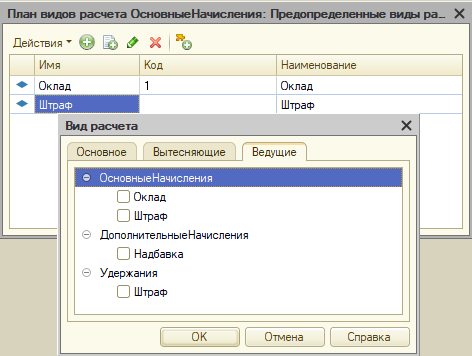 План видов расчета ОсновныеНачисления: Предопределенные виды ра...
Действия
Имя Код Наименование
Оклад 1 Оклад
Штраф Штраф
Вид расчета
Основное Вытесняющие Ведущие
ОсновныеНачисления
Оклад
Штраф
ДополнительныеНачисления
Надбавка
Удержания
Штраф
OK Отмена Справка